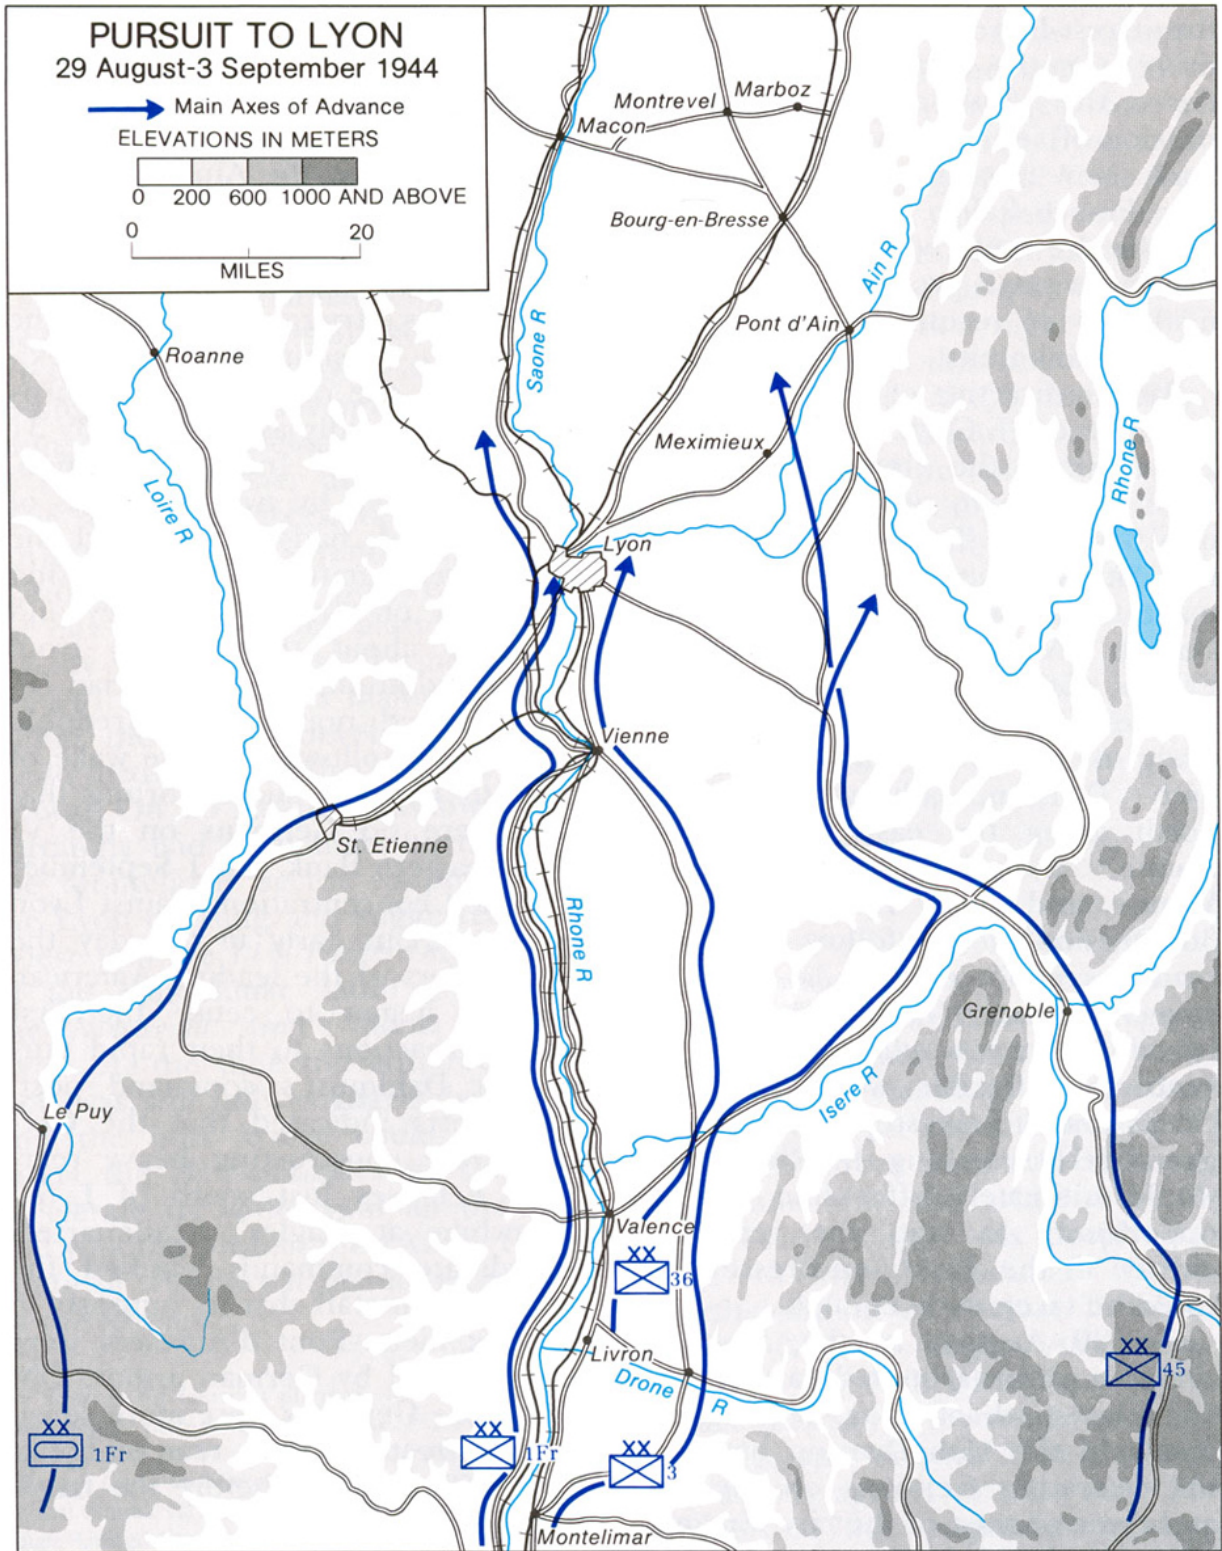 PURSUIT TO LYON
29 August-3 September 1944
Main Axes of Advance
ELEVATIONS IN METERS
0 200 600 1000 AND ABOVE
0 20
MILES
Montrevel
Marboz
Macon
Bourg-en-Bresse
Ain R
Pont d'Ain
Saone R
Roanne
Meximieux
Rhone R
Loire R
Lyon
Vienne
St. Etienne
Rhone R
Grenoble
Isere R
Le Puy
Valence
XX
36
Livron
Drone R
XX
45
XX
1Fr
XX
1Fr
XX
3
Montelimar